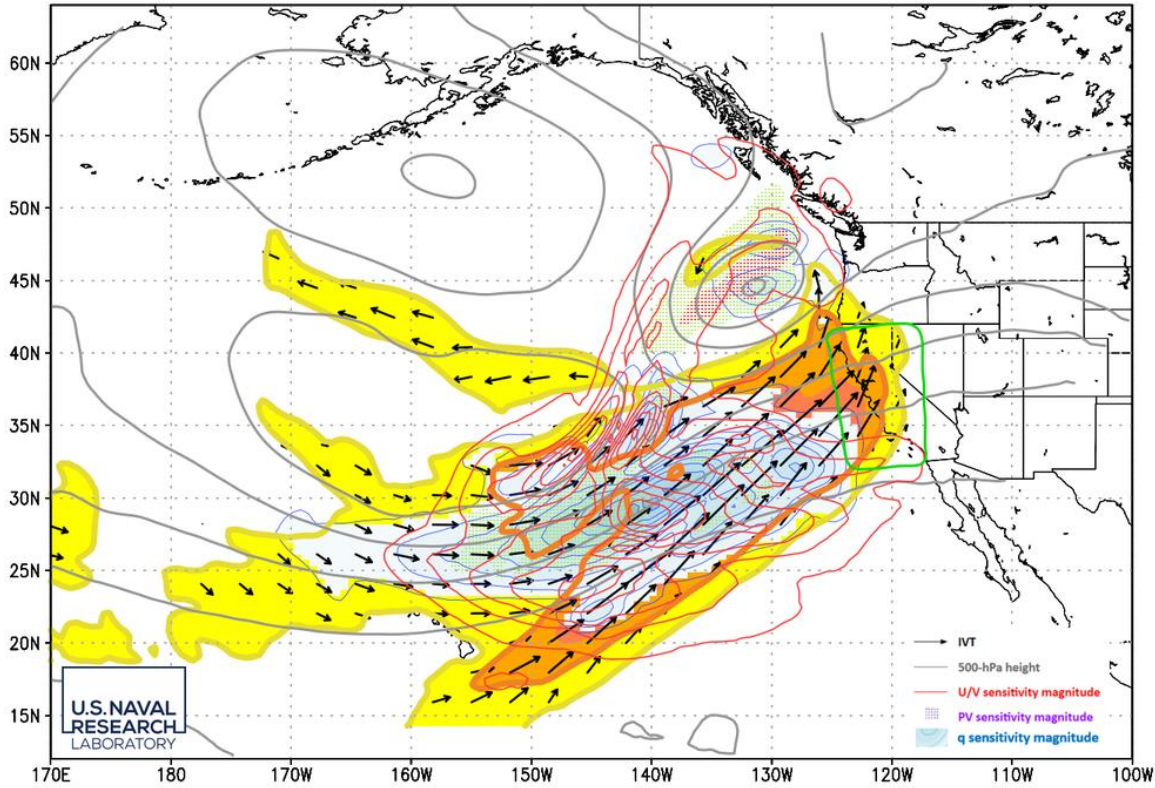 60N
55N
50N
45N
40N
35N
30N
25N
20N
15N
170E
180
170W
160W
150W
140W
130W
120W
110W
100W
IVT
500-hPa height
U/V sensitivity magnitude
PV sensitivity magnitude
q sensitivity magnitude
U.S. NAVAL
RESEARCH
LABORATORY